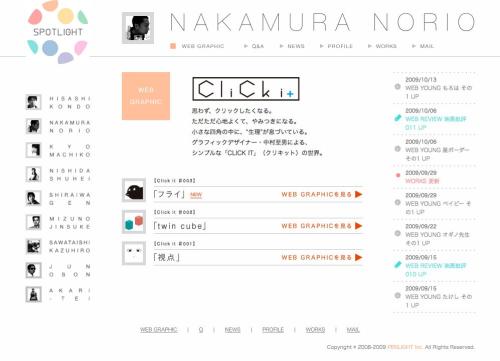 SPOTLIGHT
NAKAMURA NORIO
WEB GRAPHIC
Q&A
NEWS
PROFILE
WORKS
MAIL
HISASHI
KONDO
NAKAMURA
NORIO
KYO
MACHIKO
NISHIDA
SHUHEI
SHIRAIWA
GEN
MIZUNO
JINSUKE
SAWATAISHI
KAZUHIRO
JUN
OSON
AKARI
-TEI
WEB
GRAPHIC
CliCk i+
思わず、クリックしたくなる。
ただただ心地よくて、やみつきになる。
小さな四角の中に、“生理”が息づいている。
グラフィックデザイナー・中村至男による、
シンプルな「CLICK IT」（クリキット）の世界。
【Click it #003】
「フライ」 NEW
WEB GRAPHICを見る
【Click it #002】
「twin cube」
WEB GRAPHICを見る
【Click it #001】
「視点」
WEB GRAPHICを見る
2009/10/13
WEB YOUNG もろは その
1 UP
2009/10/06
WEB REVIEW 映画批評
011 UP
2009/10/06
WEB YOUNG 星ボーダー
その1 UP
2009/09/29
WORKS 更新
2009/09/29
WEB YOUNG ベイビー そ
の1 UP
2009/09/22
WEB YOUNG オギノ先生
その1 UP
2009/09/15
WEB REVIEW 映画批評
010 UP
2009/09/15
WEB YOUNG たけし その
1 UP
WEB GRAPHIC | Q | NEWS | PROFILE | WORKS | MAIL
Copyright © 2008-2009 PENLIGHT Inc. All Rights Reserved.